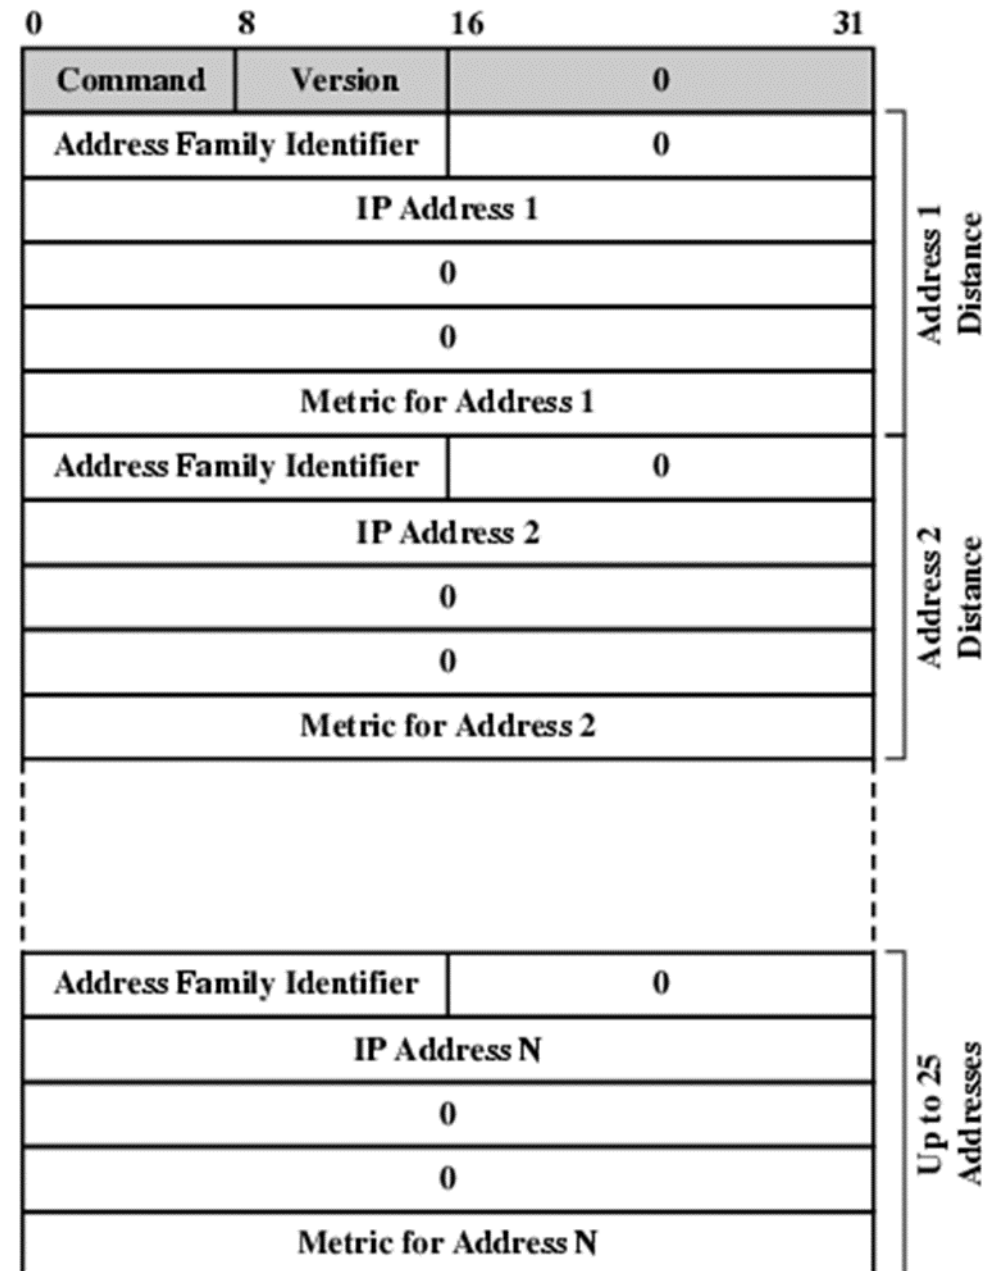 0 8 16 31
Command Version 0
Address Family Identifier 0
IP Address 1
0
0
Metric for Address 1
Address 1
Distance
Address Family Identifier 0
IP Address 2
0
0
Metric for Address 2
Address 2
Distance
Address Family Identifier 0
IP Address N
0
0
Metric for Address N
Up to 25
Addresses